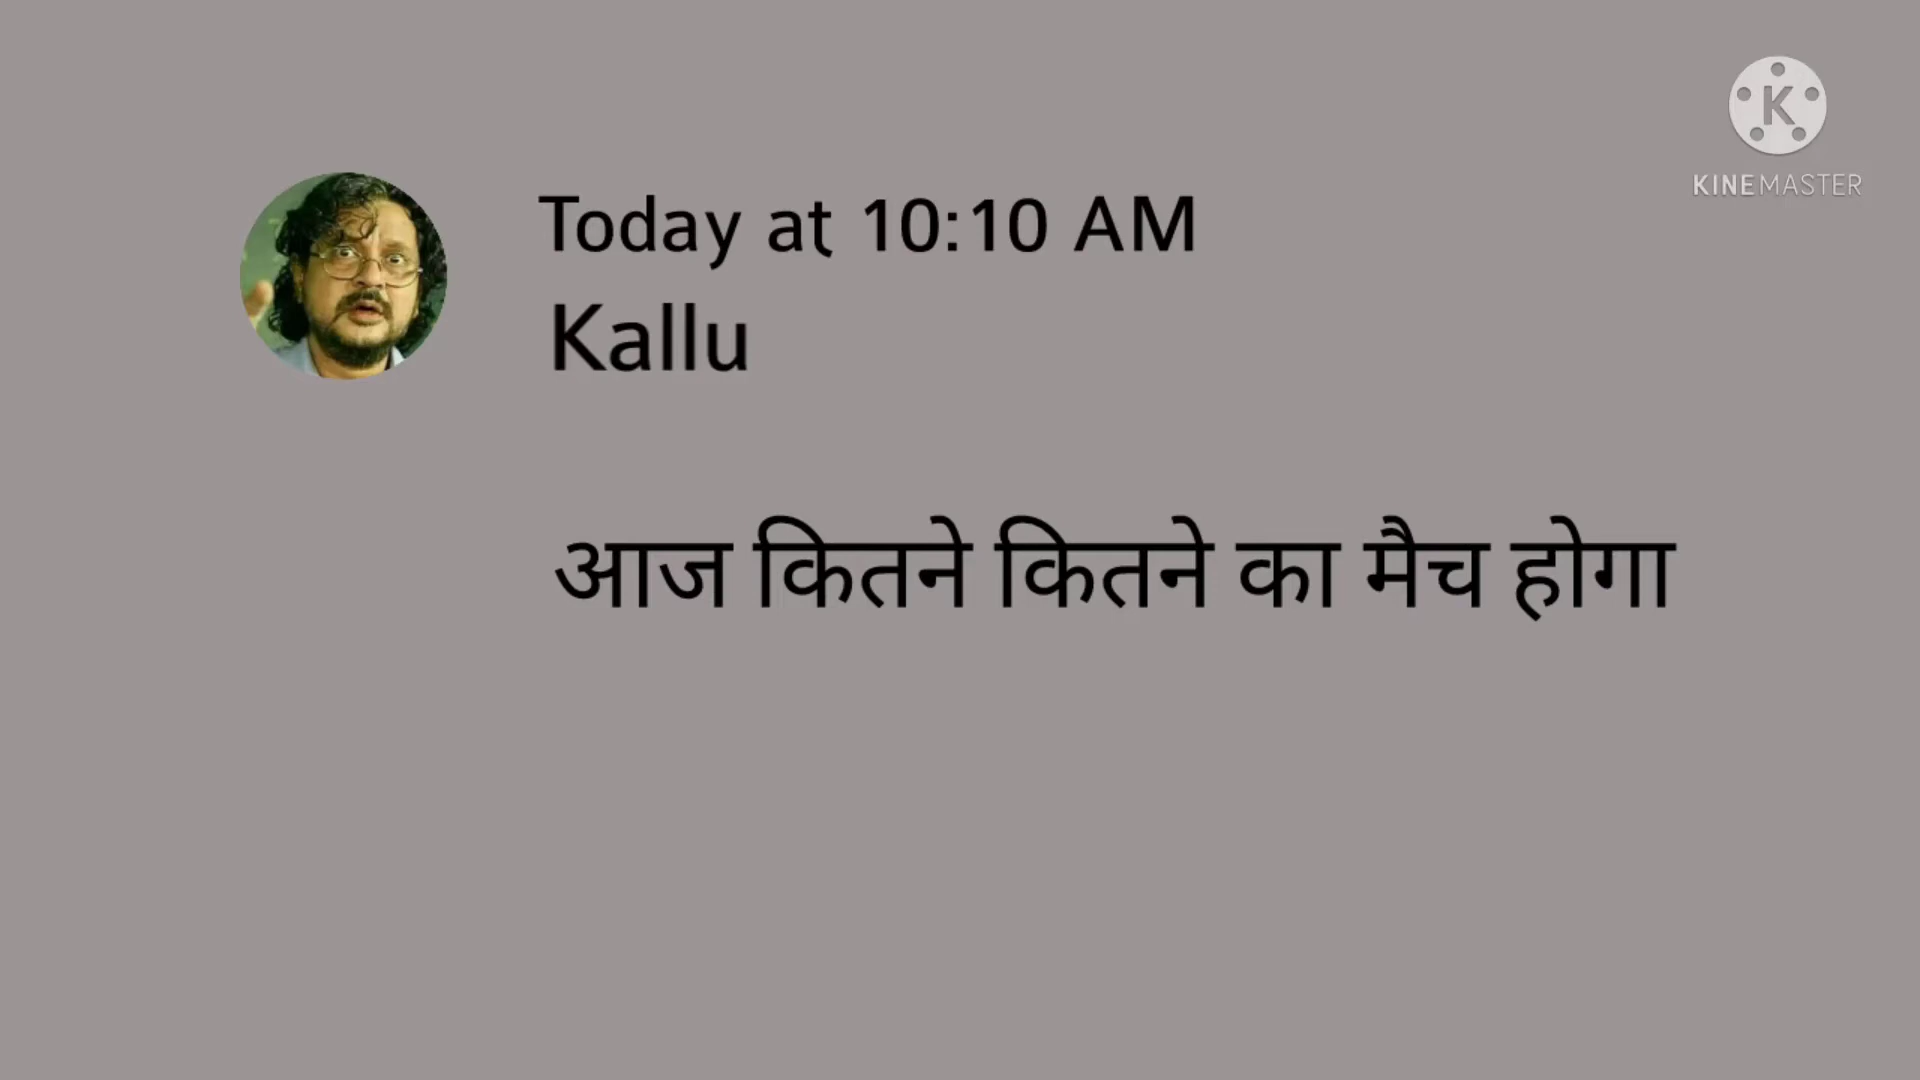 K
KINEMASTER
Today at 10:10 AM
Kallu
आज कितने कितने का मैच होगा